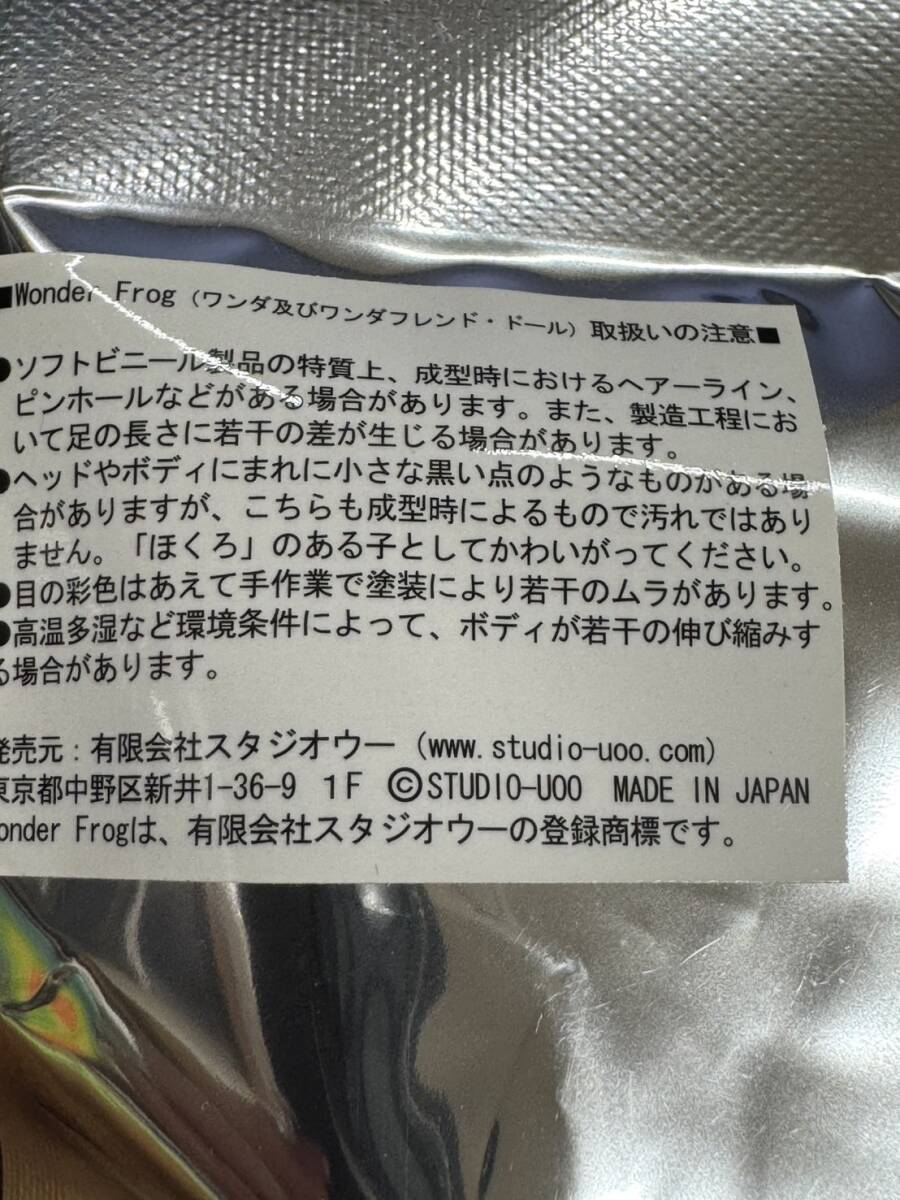 ■Wonder Frog（ワンダ及びワンダフレンド・ドール）取扱いの注意■
●ソフトビニール製品の特質上、成型時におけるヘアーライン、
ピンホールなどがある場合があります。また、製造工程にお
いて足の長さに若干の差が生じる場合があります。
●ヘッドやボディにまれに小さな黒い点のようなものがある場
合がありますが、こちらも成型時によるもので汚れではあり
ません。「ほくろ」のある子としてかわいがってください。
●目の彩色はあえて手作業で塗装により若干のムラがあります。
●高温多湿など環境条件によって、ボディが若干の伸び縮みす
る場合があります。
発売元：有限会社スタジオウー（www.studio-uoo.com)
東京都中野区新井1-36-9 1F ©STUDIO-UOO MADE IN JAPAN
onder Frogは、有限会社スタジオウーの登録商標です。